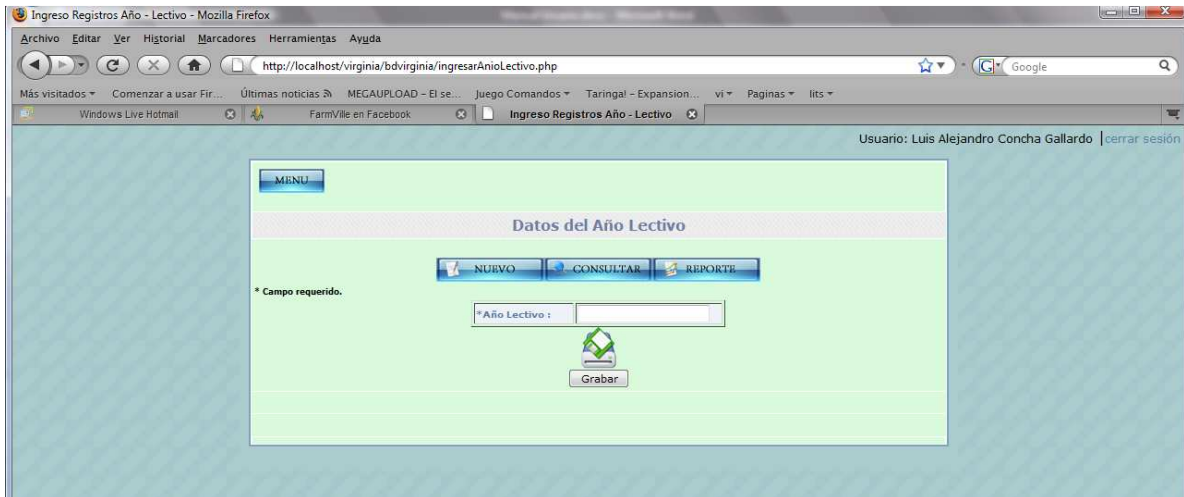 Ingreso Registros Año - Lectivo - Mozilla Firefox
Archivo Editar Ver Historial Marcadores Herramientas Ayuda
http://localhost/virginia/bdvirginia/ingresarAnioLectivo.php Google
Más visitados Comenzar a usar Fir... Últimas noticias MEGAUPLOAD - El se... Juego Comandos Taringa! - Expansion... vi Paginas lits
Windows Live Hotmail FarmVille en Facebook Ingreso Registros Año - Lectivo
Usuario: Luis Alejandro Concha Gallardo |cerrar sesión
MENU
Datos del Año Lectivo
NUEVO CONSULTAR REPORTE
* Campo requerido.
*Año Lectivo :
Grabar